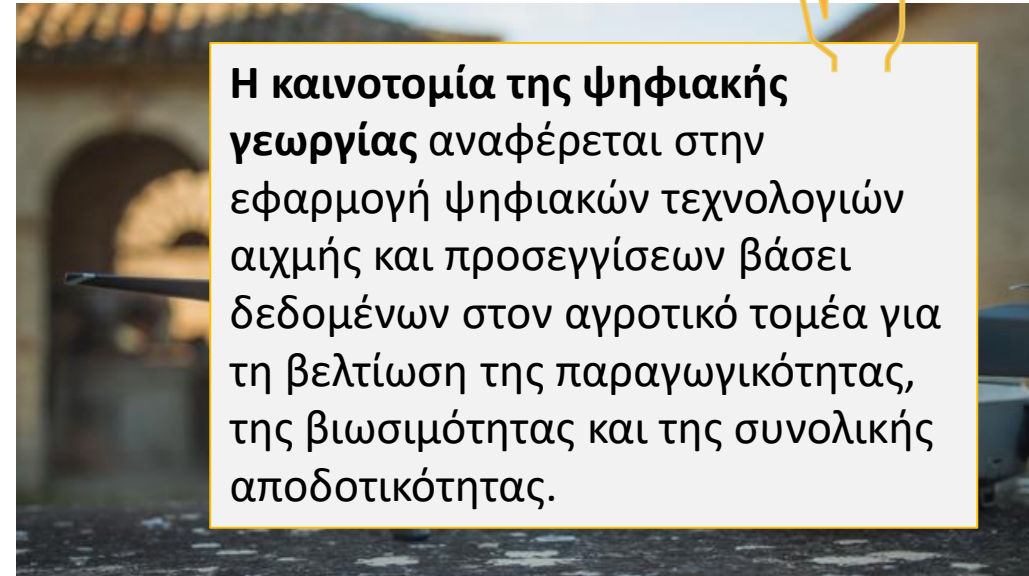 Η καινοτομία της ψηφιακής
γεωργίας αναφέρεται στην
εφαρμογή ψηφιακών τεχνολογιών
αιχμής και προσεγγίσεων βάσει
δεδομένων στον αγροτικό τομέα για
τη βελτίωση της παραγωγικότητας,
της βιωσιμότητας και της συνολικής
αποδοτικότητας.